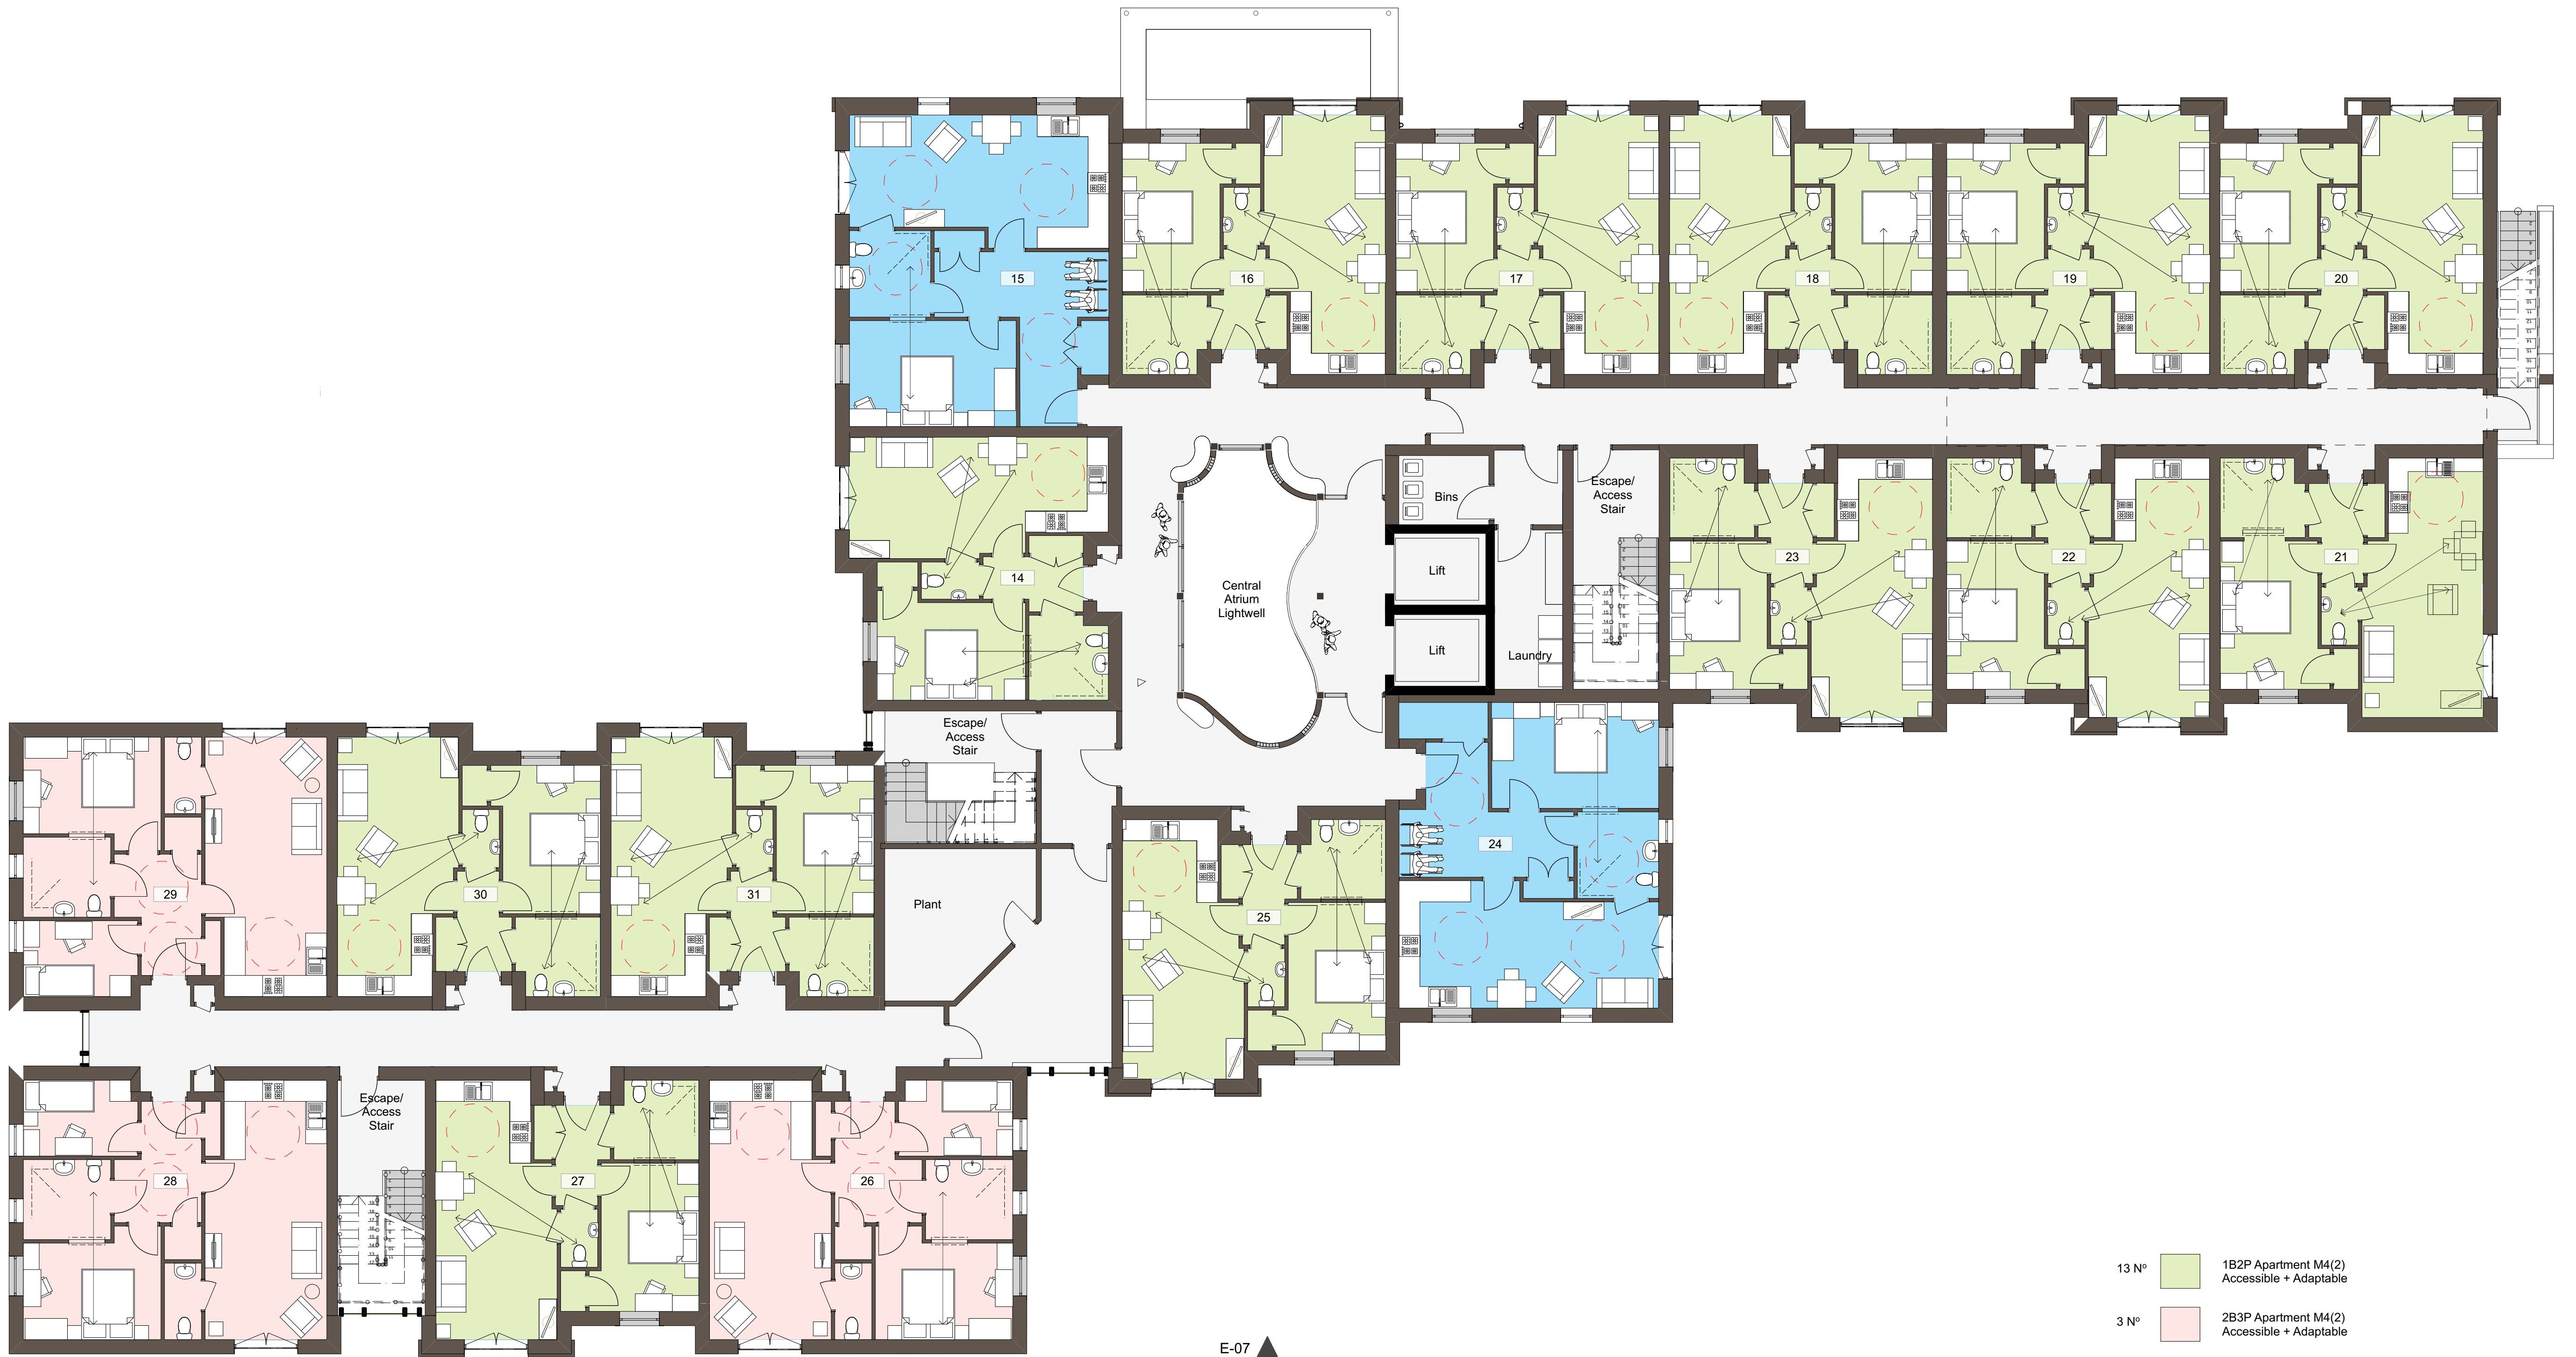 15
16
17
18
19
20
14
Central
Atrium
Lightwell
Bins
Lift
Lift
Laundry
Escape/
Access
Stair
23
22
21
Escape/
Access
Stair
29
30
31
Plant
25
24
28
Escape/
Access
Stair
27
26
13 Nº
1B2P Apartment M4(2)
Accessible + Adaptable
3 Nº
2B3P Apartment M4(2)
Accessible + Adaptable
E-07